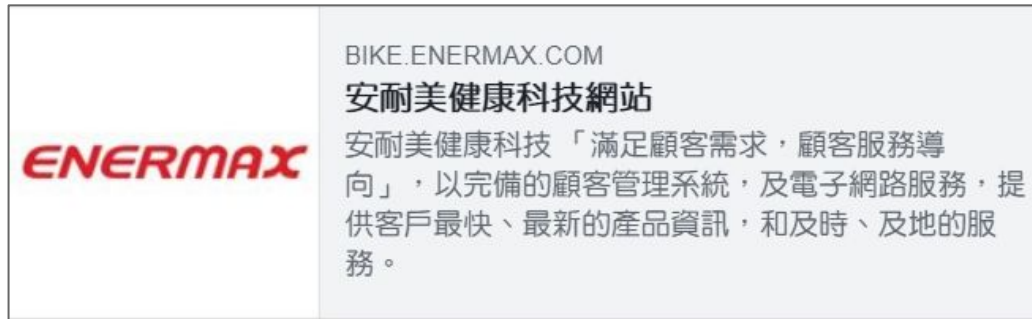 ENERMAX
BIKE.ENERMAX.COM
安耐美健康科技網站
安耐美健康科技 「滿足顧客需求,顧客服務導
向」,以完備的顧客管理系統,及電子網路服務,提
供客戶最快、最新的產品資訊,和及時、及地的服
務。